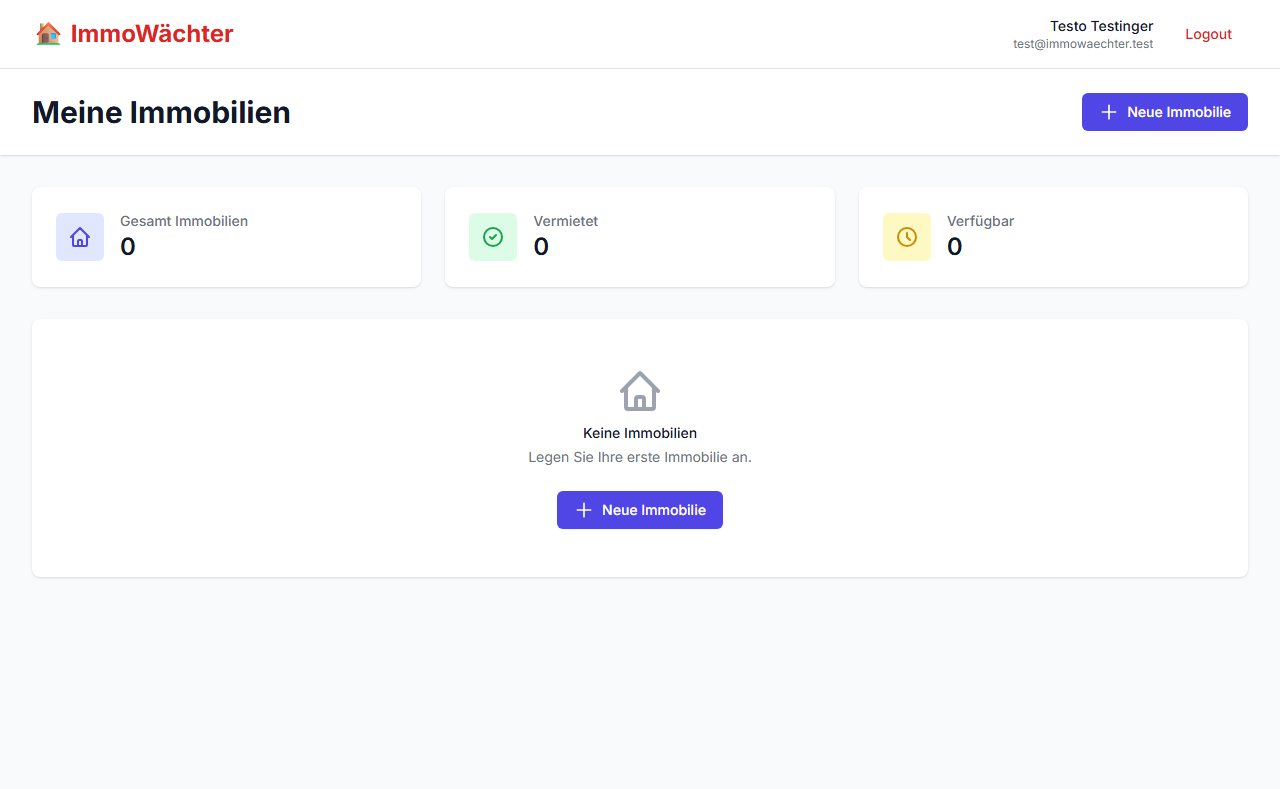 ImmoWächter
Testo Testinger
test@immowaechter.test
Logout
Meine Immobilien
Neue Immobilie
Gesamt Immobilien
0
Vermietet
0
Verfügbar
0
Keine Immobilien
Legen Sie Ihre erste Immobilie an.
Neue Immobilie